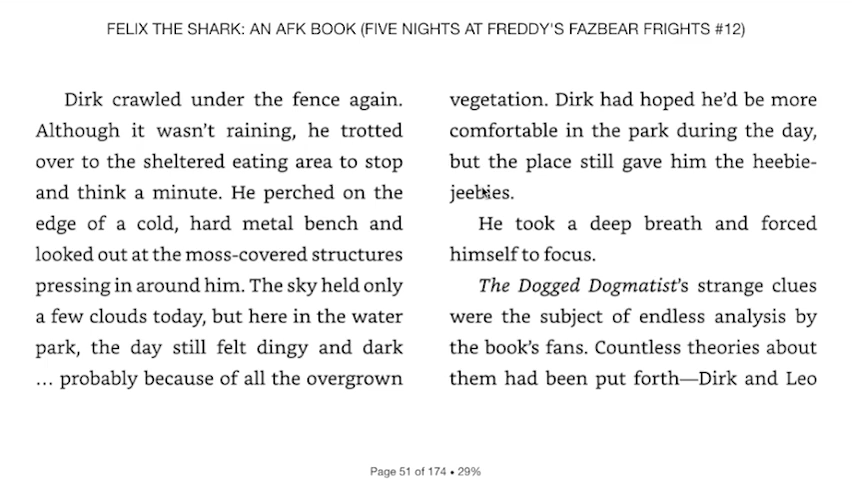 FELIX THE SHARK: AN AFK BOOK (FIVE NIGHTS AT FREDDY'S FAZBEAR FRIGHTS #12)
Dirk crawled under the fence again.
Although it wasn't raining, he trotted
over to the sheltered eating area to stop
and think a minute. He perched on the
edge of a cold, hard metal bench and
looked out at the moss-covered structures
pressing in around him. The sky held only
a few clouds today, but here in the water
park, the day still felt dingy and dark
… probably because of all the overgrown
vegetation. Dirk had hoped he'd be more
comfortable in the park during the day,
but the place still gave him the heebie-
jeebies.
He took a deep breath and forced
himself to focus.
The Dogged Dogmatist's strange clues
were the subject of endless analysis by
the book's fans. Countless theories about
them had been put forth—Dirk and Leo
Page 51 of 174 • 29%